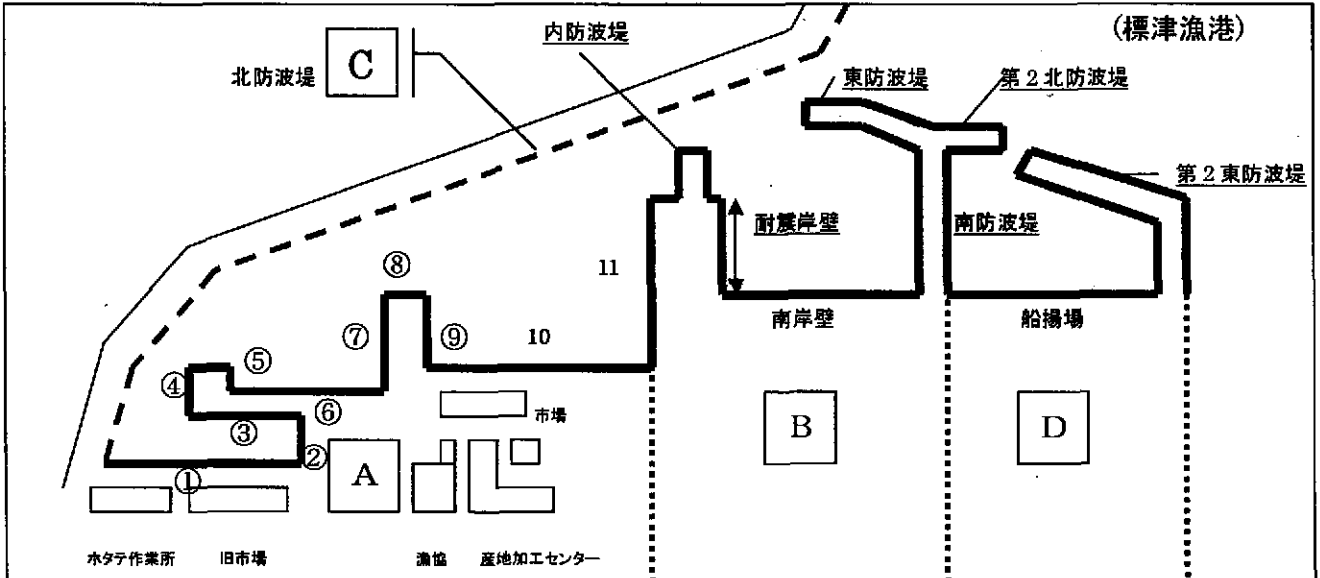 (標津漁港)
内防波堤
北防波堤
C
東防波堤
第2北防波堤
第2東防波堤
耐震岸壁
南防波堤
⑧
11
南岸壁
船揚場
⑦
⑨
10
⑤
④
⑥
市場
③
B
D
②
A
①
ホタテ作業所
旧市場
漁協
産地加工センター